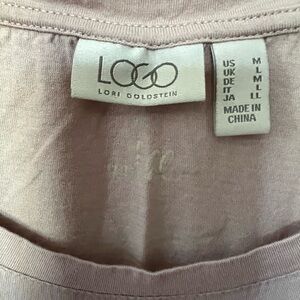 LOGO
LORI GOLDSTEIN
US M
UK L
DE M
IT L
JA LL
MADE IN
CHINA